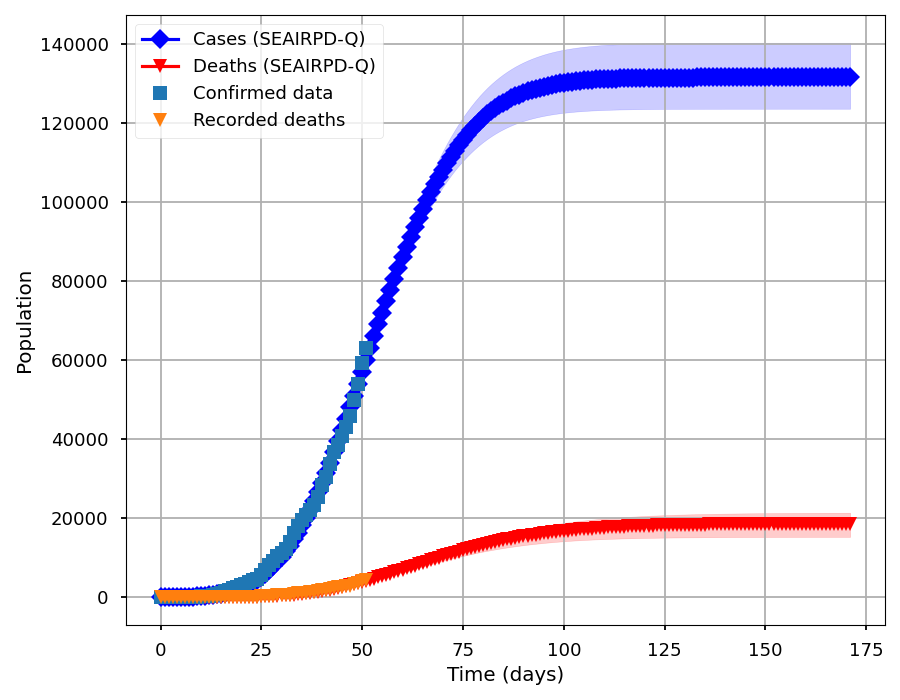 Cases (SEAIRPD-Q)
Deaths (SEAIRPD-Q)
Confirmed data
Recorded deaths
140000
120000
100000
80000
60000
40000
20000
0
Population
0 25 50 75 100 125 150 175
Time (days)